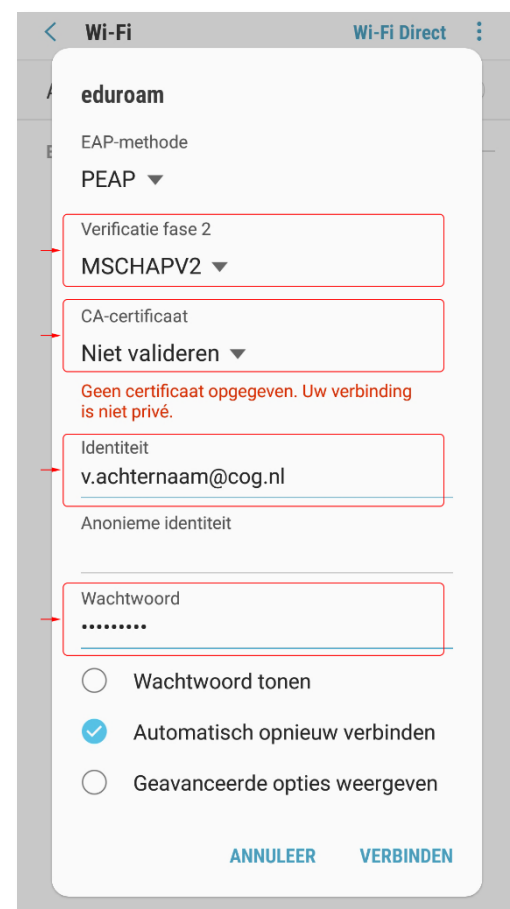 Wi-Fi Wi-Fi Direct
eduroam
EAP-methode
PEAP
Verificatie fase 2
MSCHAPV2
CA-certificaat
Niet valideren
Geen certificaat opgegeven. Uw verbinding
is niet privé.
Identiteit
v.achternaam@cog.nl
Anonieme identiteit
Wachtwoord
•••••••••
Wachtwoord tonen
Automatisch opnieuw verbinden
Geavanceerde opties weergeven
ANNULEER VERBINDEN